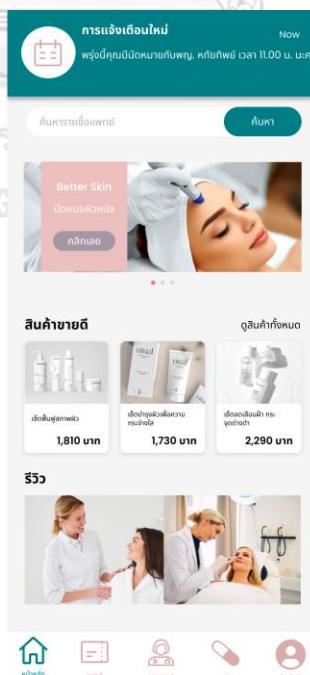 การแจ้งเตือนใหม่
Now
พรุ่งนี้คุณมีนัดหมายกับพญ. หทัยทิพย์ เวลา 11.00 น. นะค
ค้นหารายชื่อแพทย์
ค้นหา
Better Skin
นัดหมอผิวหนัง
คลิกเลย
สินค้าขายดี
ดูสินค้าทั้งหมด
เซ็ตฟื้นฟูสภาพผิว
1,810 บาท
เซ็ตบำรุงผิวเพื่อความ
กระจ่างใส
1,730 บาท
เซ็ตลดเลือนฝ้า กระ
จุดด่างดำ
2,290 บาท
รีวิว
หน้าหลัก